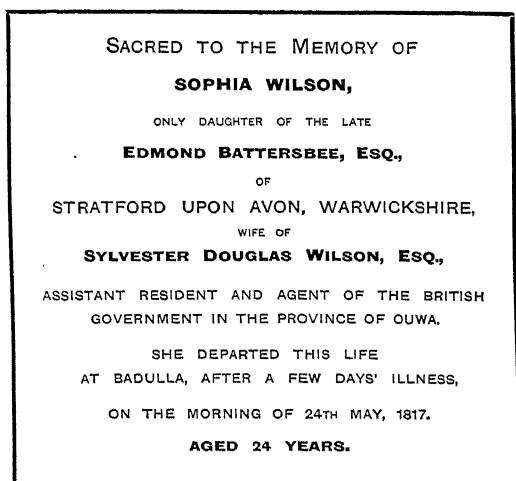 SACRED TO THE MEMORY OF
SOPHIA WILSON,
ONLY DAUGHTER OF THE LATE
EDMOND BATTERSBEE, ESQ.,
OF
STRATFORD UPON AVON, WARWICKSHIRE,
WIFE OF
SYLVESTER DOUGLAS WILSON, ESQ.,
ASSISTANT RESIDENT AND AGENT OF THE BRITISH
GOVERNMENT IN THE PROVINCE OF OUWA.
SHE DEPARTED THIS LIFE
AT BADULLA, AFTER A FEW DAYS' ILLNESS,
ON THE MORNING OF 24TH MAY, 1817.
AGED 24 YEARS.